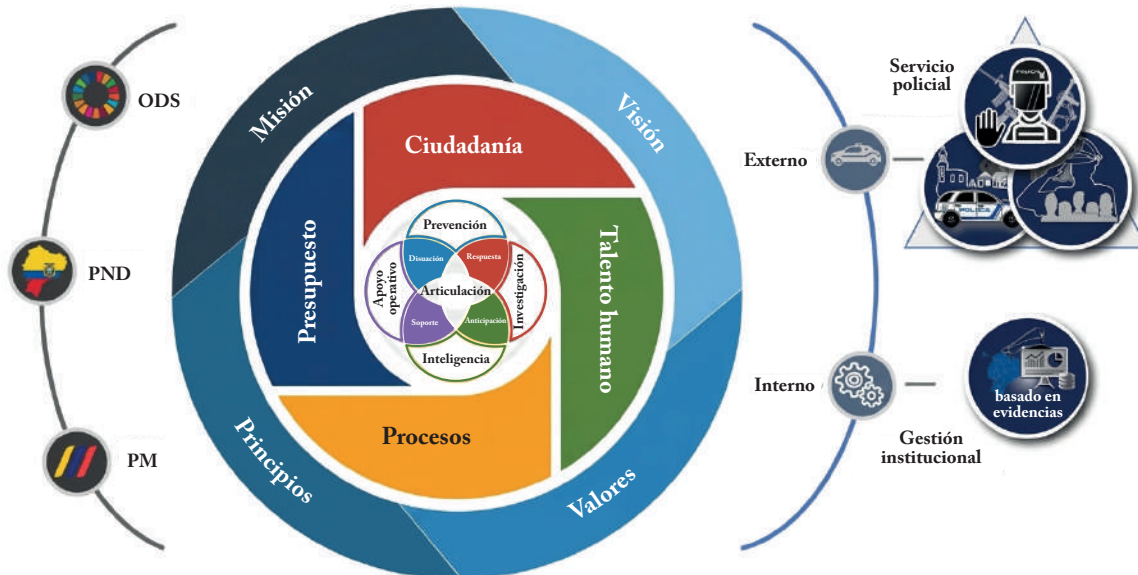 ODS
PND
PM
Misión
Visión
Valores
Principios
Ciudadanía
Talento humano
Procesos
Presupuesto
Prevención
Disuación
Respuesta
Apoyo
operativo
Articulación
Investigación
Soporte
Anticipación
Inteligencia
Servicio
policial
Externo
POLICIA
Interno
Gestión
institucional
basado en
evidencias